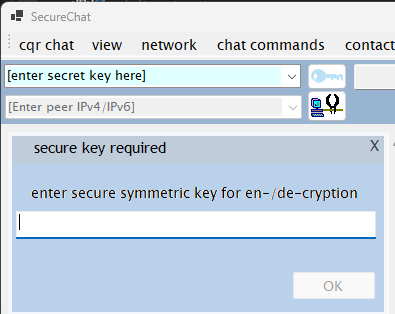 SecureChat
cqr chat view network chat commands contact
[enter secret key here]
[Enter peer IPv4/IPv6]
secure key required X
enter secure symmetric key for en-/de-cryption
OK